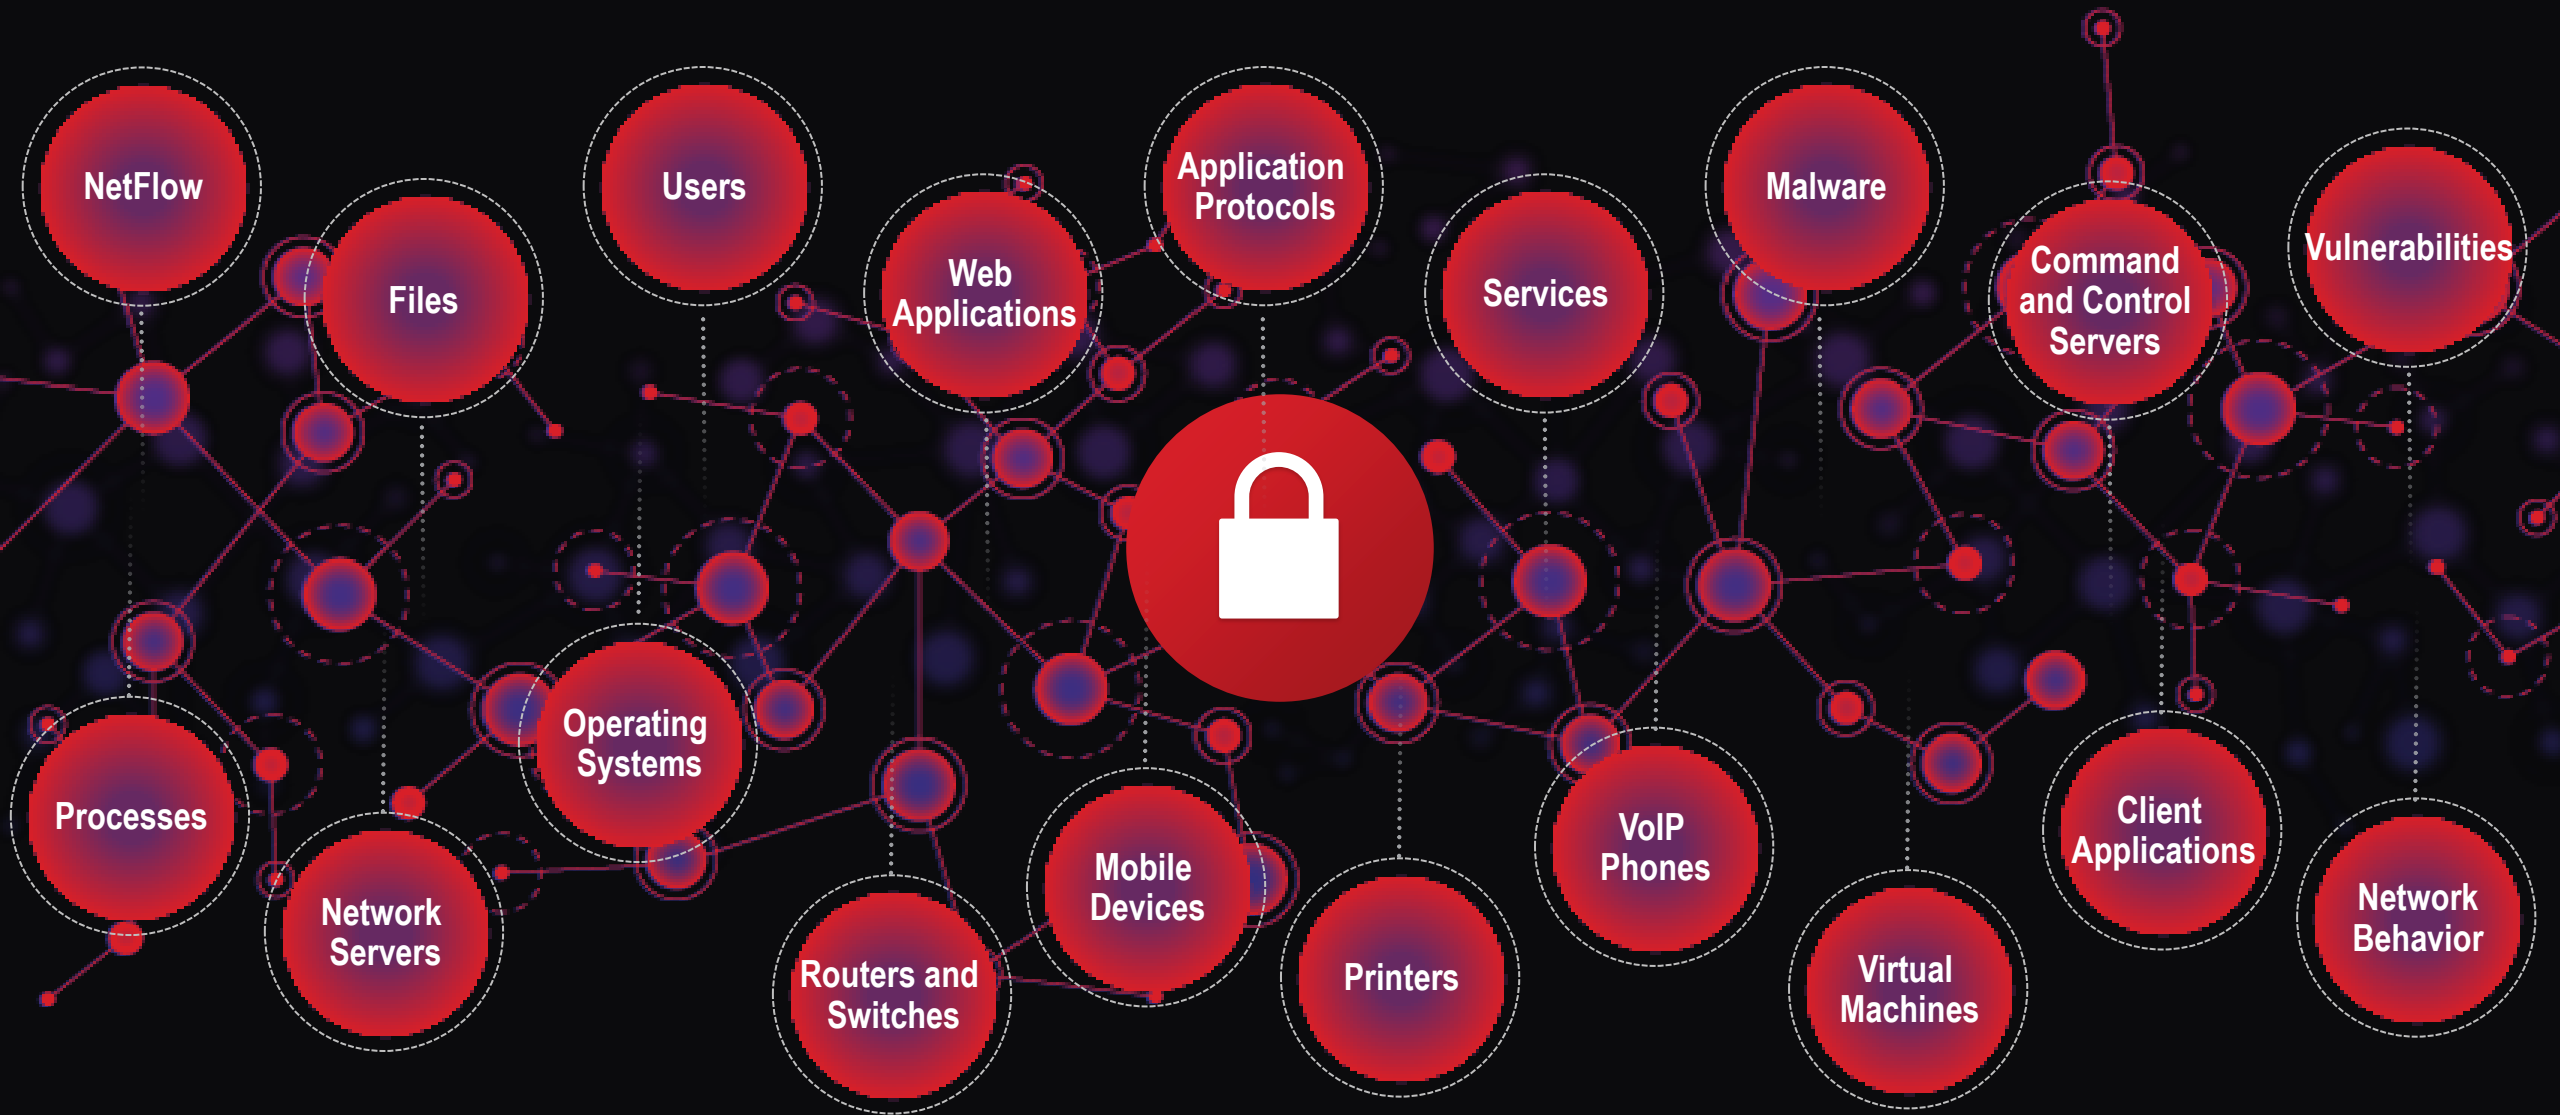 NetFlow
Files
Users
Web
Applications
Application
Protocols
Services
Malware
Command
and Control
Servers
Vulnerabilities
Processes
Network
Servers
Operating
Systems
Routers and
Switches
Mobile
Devices
Printers
VoIP
Phones
Virtual
Machines
Client
Applications
Network
Behavior